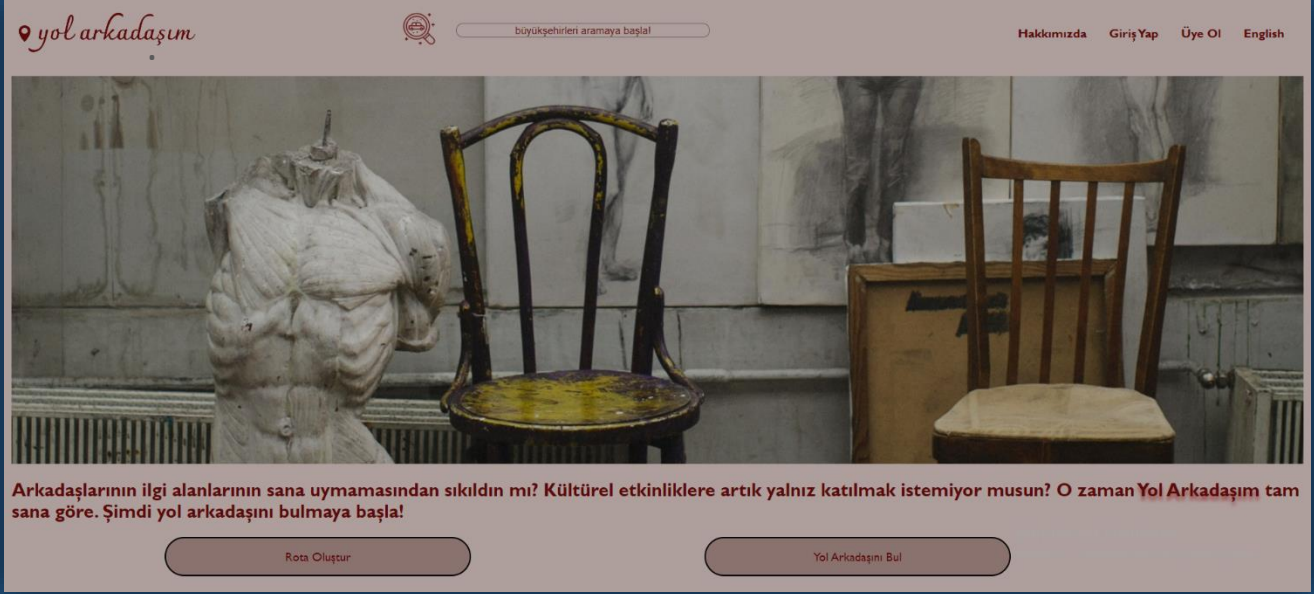 yol arkadaşım
büyükşehirleri aramaya başla!
Hakkımızda Giriş Yap Üye Ol English
Arkadaşlarının ilgi alanlarının sana uymamasından sıkıldın mı? Kültürel etkinliklere artık yalnız katılmak istemiyor musun? O zaman Yol Arkadaşım tam
sana göre. Şimdi yol arkadaşını bulmaya başla!
Rota Oluştur
Yol Arkadaşını Bul